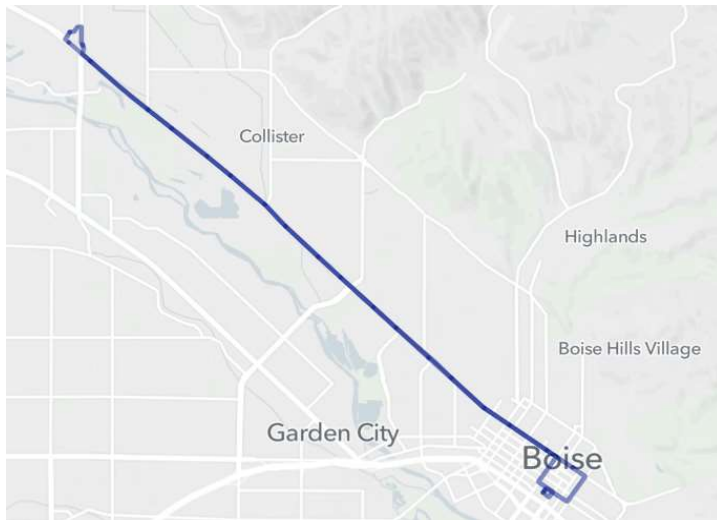 Collister
Highlands
Boise Hills Village
Garden City
Boise